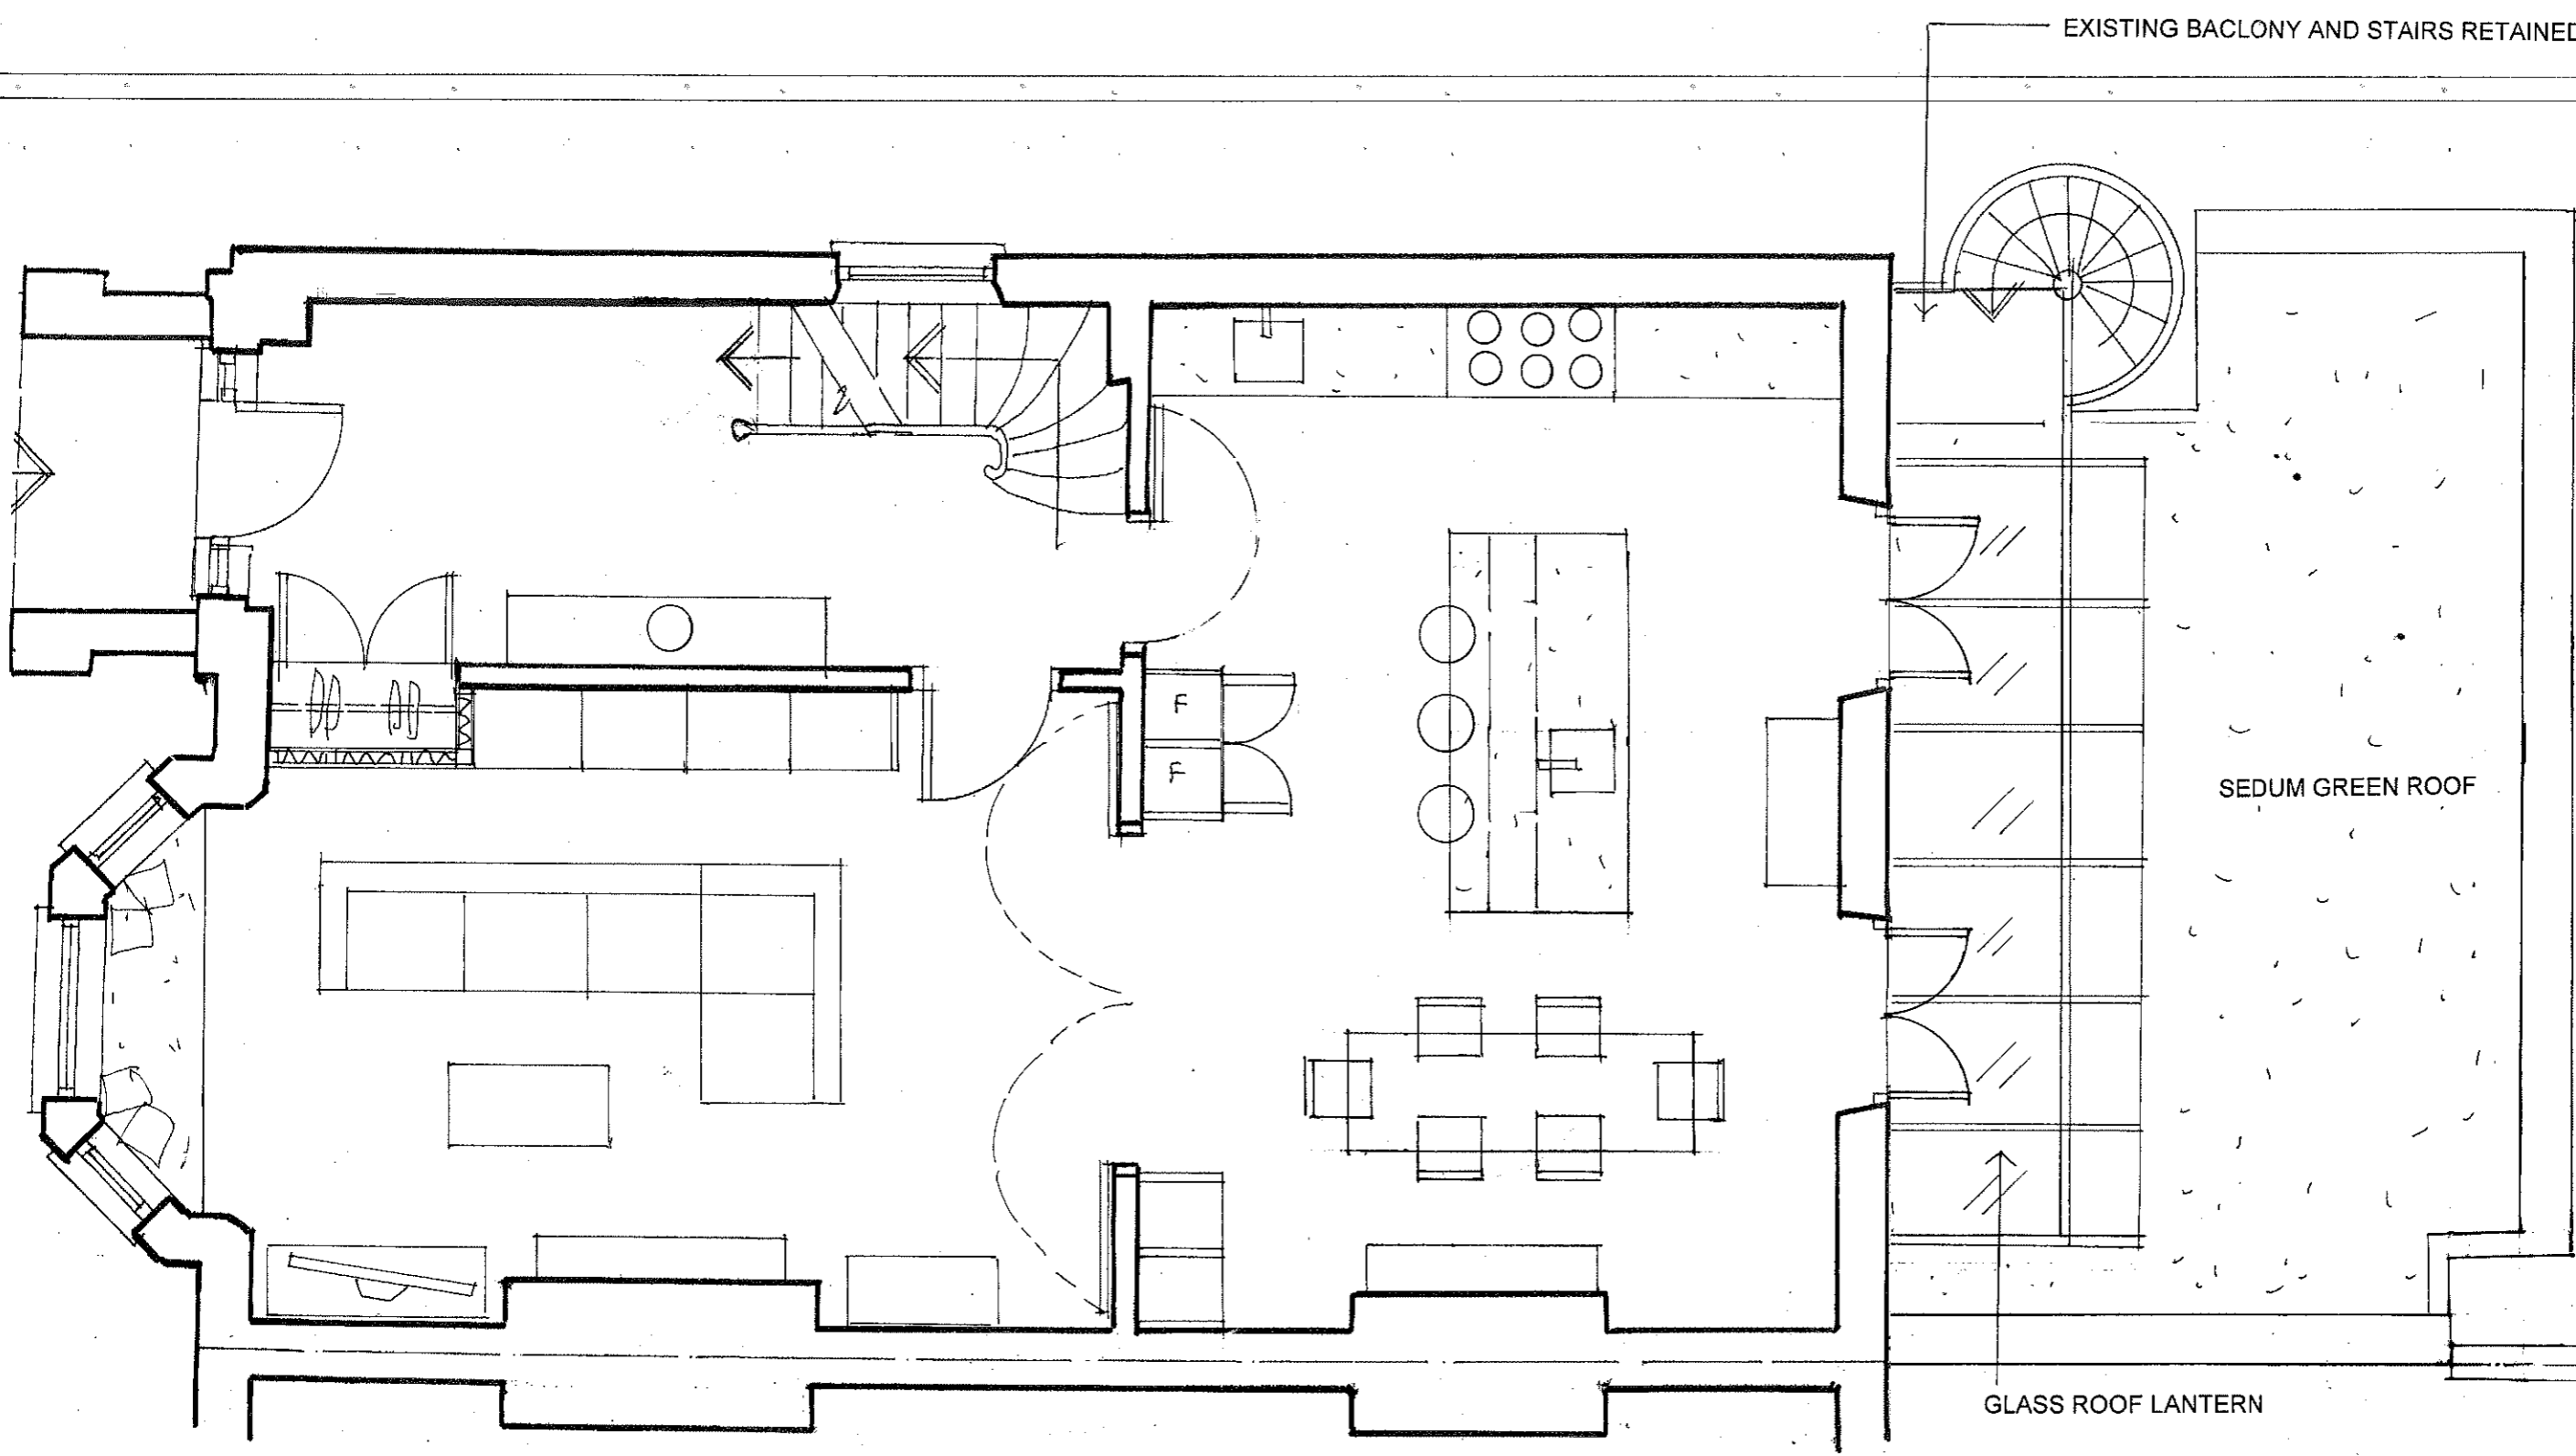 EXISTING BACLONY AND STAIRS RETAINED
F
F
SEDUM GREEN ROOF
GLASS ROOF LANTERN